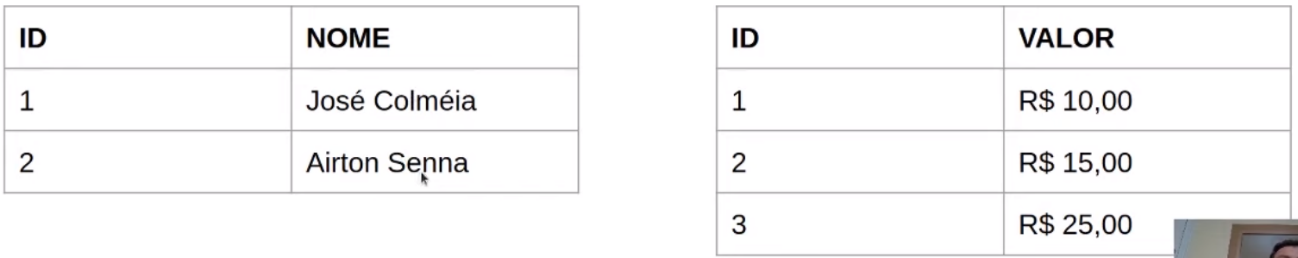 ID NOME
1 José Colméia
2 Airton Senna
ID VALOR
1 R$ 10,00
2 R$ 15,00
3 R$ 25,00